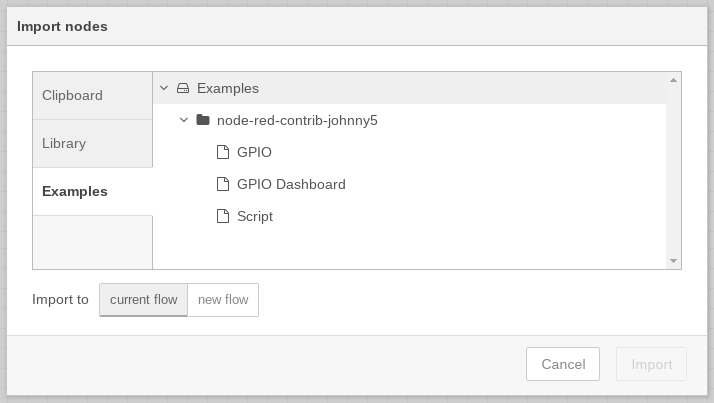 Import nodes
Clipboard
Library
Examples
Examples
node-red-contrib-johnny5
GPIO
GPIO Dashboard
Script
Import to current flow new flow
Cancel Import